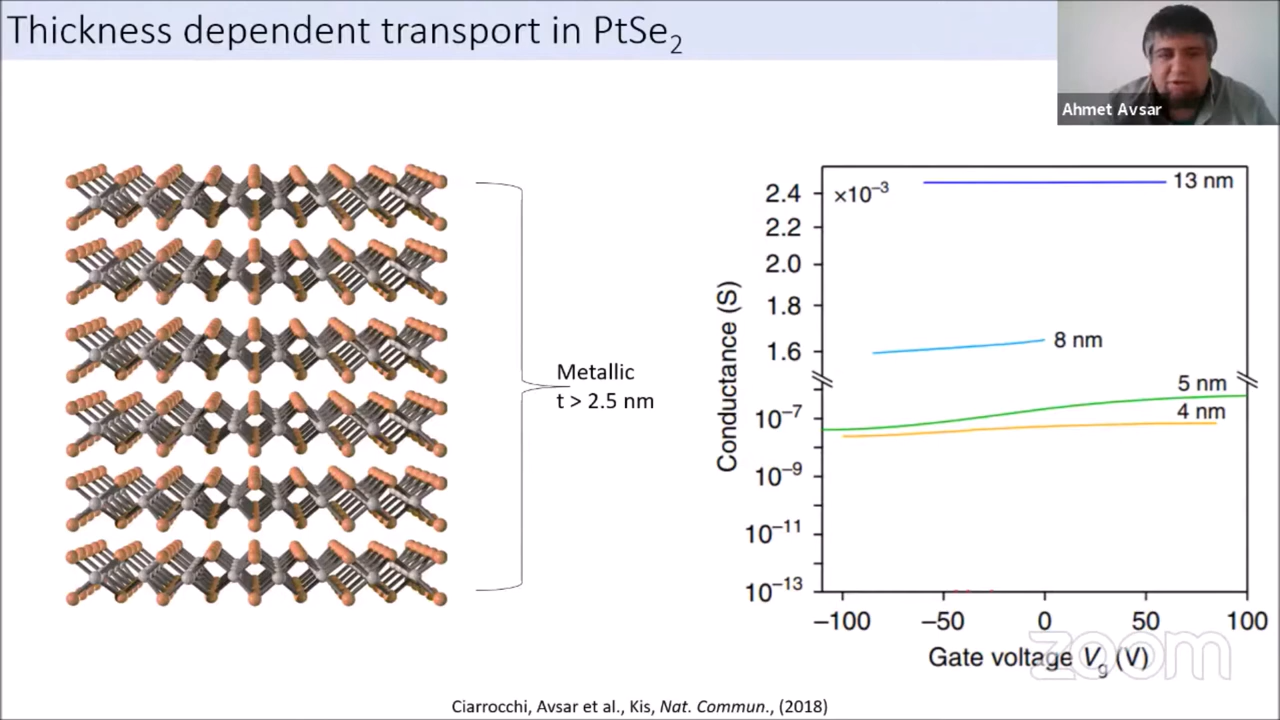 Thickness dependent transport in PtSe₂
Ahmet Avsar
Metallic
t > 2.5 nm
×10⁻³
13 nm
8 nm
5 nm
4 nm
2.4
2.2
2.0
1.8
1.6
10⁻⁷
10⁻⁹
10⁻¹¹
10⁻¹³
Conductance (S)
–100
–50
0
50
100
Gate voltage V_g (V)
zoom
Ciarrocchi, Avsar et al., Kis, Nat. Commun., (2018)